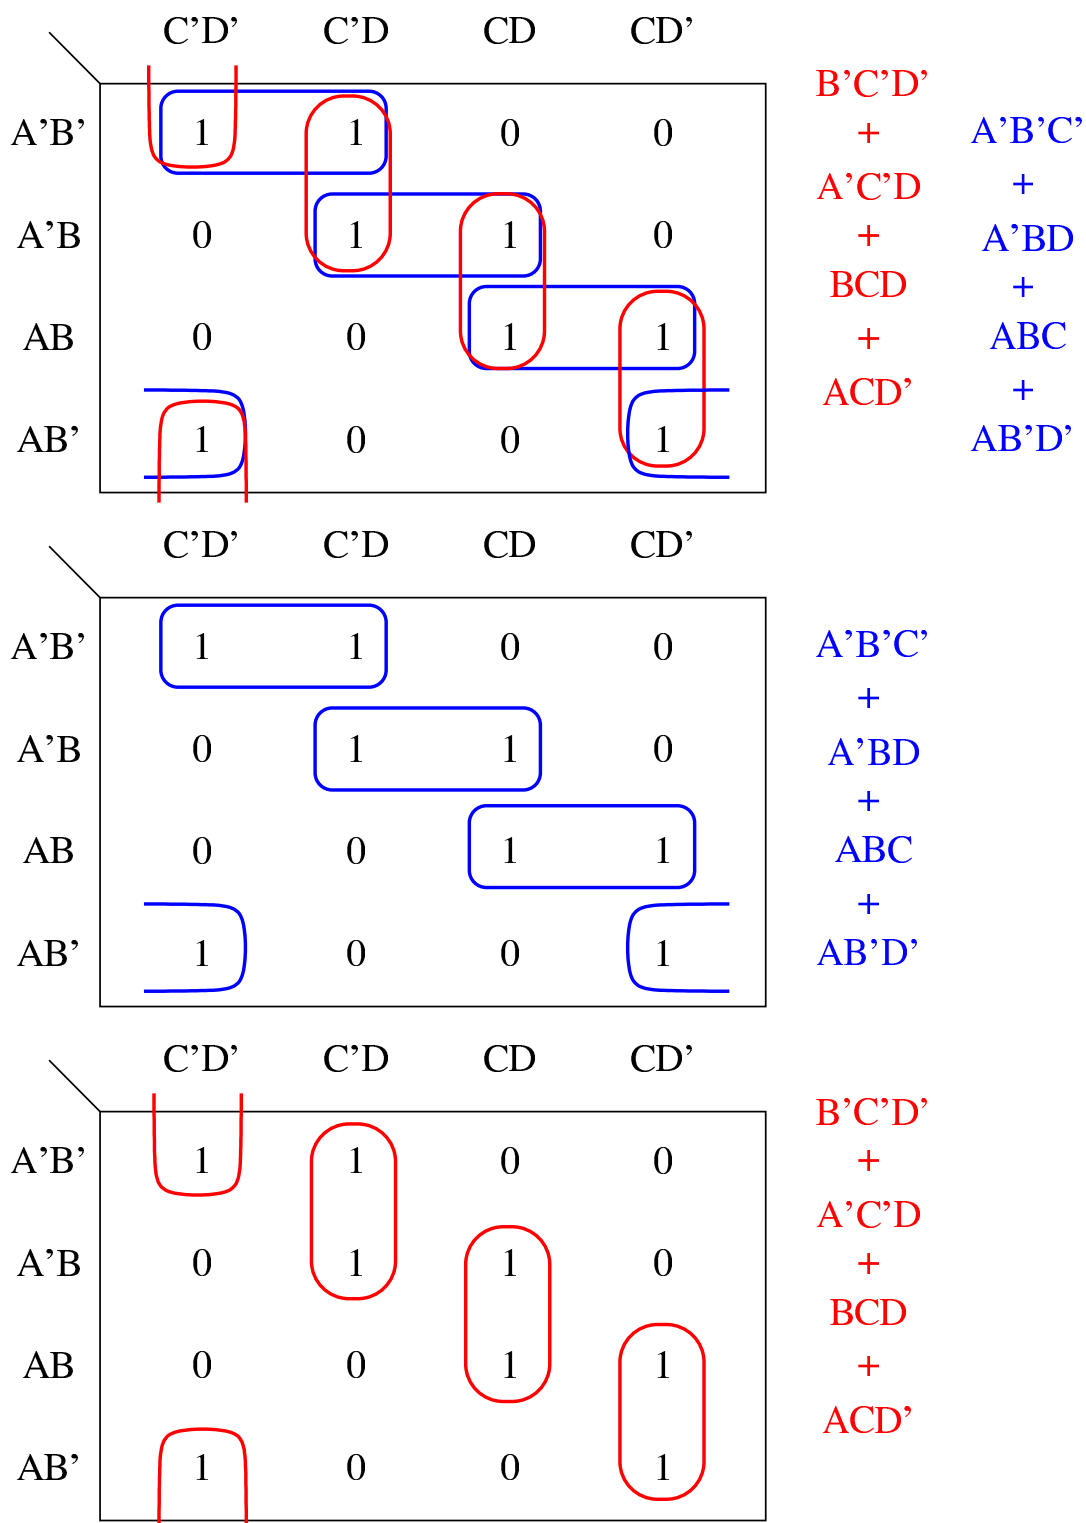 C’D’ C’D CD CD’
B’C’D’
A’B’ 1 1 0 0 + A’B’C’
A’C’D +
A’B 0 1 1 0 + A’BD
BCD +
AB 0 0 1 1 + ABC
ACD’ +
AB’ 1 0 0 1 AB’D’
C’D’ C’D CD CD’
A’B’ 1 1 0 0 A’B’C’
+
A’B 0 1 1 0 A’BD
+
AB 0 0 1 1 ABC
+
AB’ 1 0 0 1 AB’D’
C’D’ C’D CD CD’
B’C’D’
A’B’ 1 1 0 0 +
A’C’D
A’B 0 1 1 0 +
BCD
AB 0 0 1 1 +
ACD’
AB’ 1 0 0 1